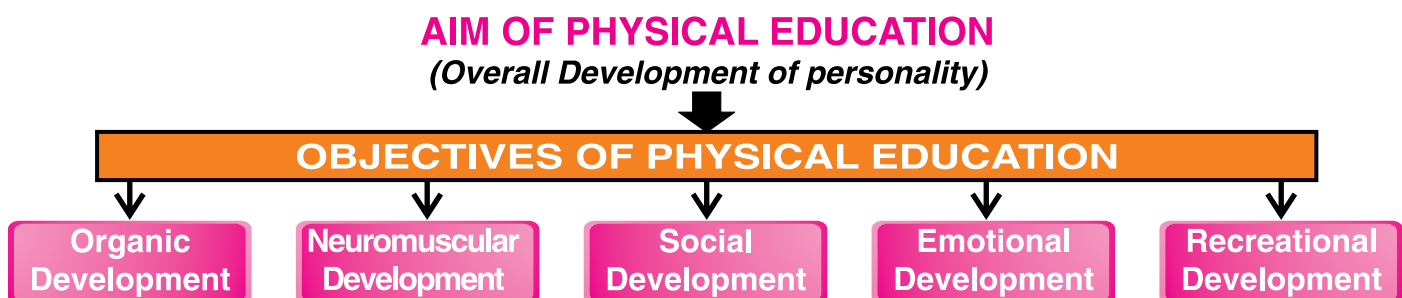 AIM OF PHYSICAL EDUCATION
(Overall Development of personality)
OBJECTIVES OF PHYSICAL EDUCATION
Organic
Development
Neuromuscular
Development
Social
Development
Emotional
Development
Recreational
Development